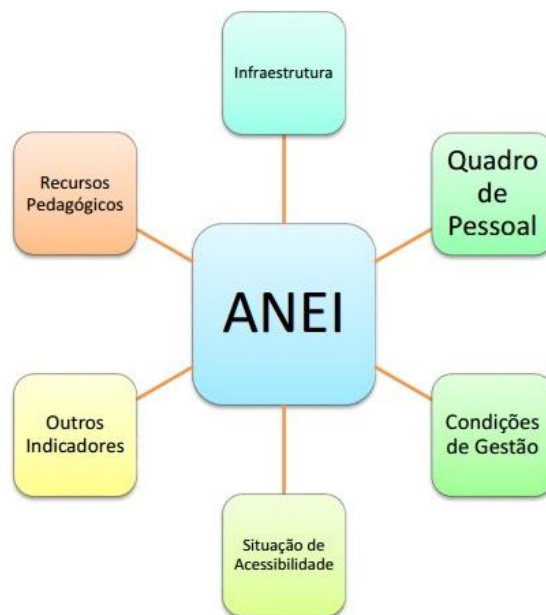 Infraestrutura
Recursos
Pedagógicos
Quadro
de
Pessoal
ANEI
Outros
Indicadores
Condições
de Gestão
Situação de
Acessibilidade